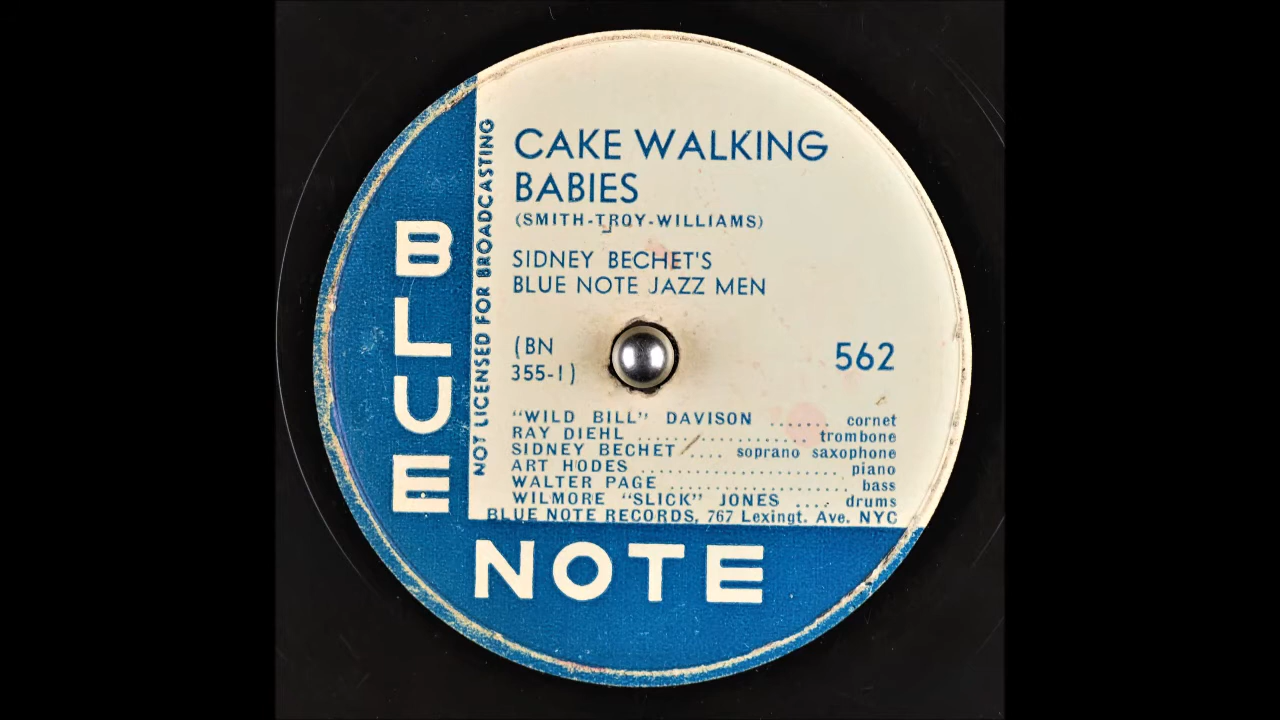 CAKE WALKING
BABIES
(SMITH-TROY-WILLIAMS)
SIDNEY BECHET'S
BLUE NOTE JAZZ MEN
(BN
355-1)
562
"WILD BILL" DAVISON ....... cornet
RAY DIEHL ..................... trombone
SIDNEY BECHET .... soprano saxophone
ART HODES ...................... piano
WALTER PAGE .................... bass
WILMORE "SLICK" JONES .... drums
BLUE NOTE RECORDS, 767 Lexingt. Ave. NYC
NOT LICENSED FOR BROADCASTING
BLUE
NOTE